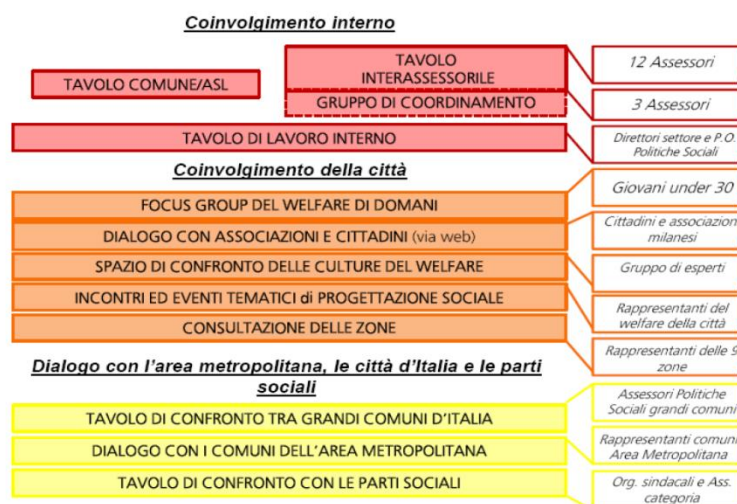 Coinvolgimento interno
TAVOLO COMUNE/ASL
TAVOLO
INTERASSESSORILE
12 Assessori
GRUPPO DI COORDINAMENTO
3 Assessori
TAVOLO DI LAVORO INTERNO
Direttori settore e P.O.
Politiche Sociali
Coinvolgimento della città
FOCUS GROUP DEL WELFARE DI DOMANI
Giovani under 30
DIALOGO CON ASSOCIAZIONI E CITTADINI (via web)
Cittadini e associazioni
milanesi
SPAZIO DI CONFRONTO DELLE CULTURE DEL WELFARE
Gruppo di esperti
INCONTRI ED EVENTI TEMATICI di PROGETTAZIONE SOCIALE
Rappresentanti del
welfare della città
CONSULTAZIONE DELLE ZONE
Rappresentanti delle 9
zone
Dialogo con l'area metropolitana, le città d'Italia e le parti
sociali
TAVOLO DI CONFRONTO TRA GRANDI COMUNI D'ITALIA
Assessori Politiche
Sociali grandi comuni
DIALOGO CON I COMUNI DELL'AREA METROPOLITANA
Rappresentanti comuni
Area Metropolitana
TAVOLO DI CONFRONTO CON LE PARTI SOCIALI
Org. sindacali e Ass.
categoria